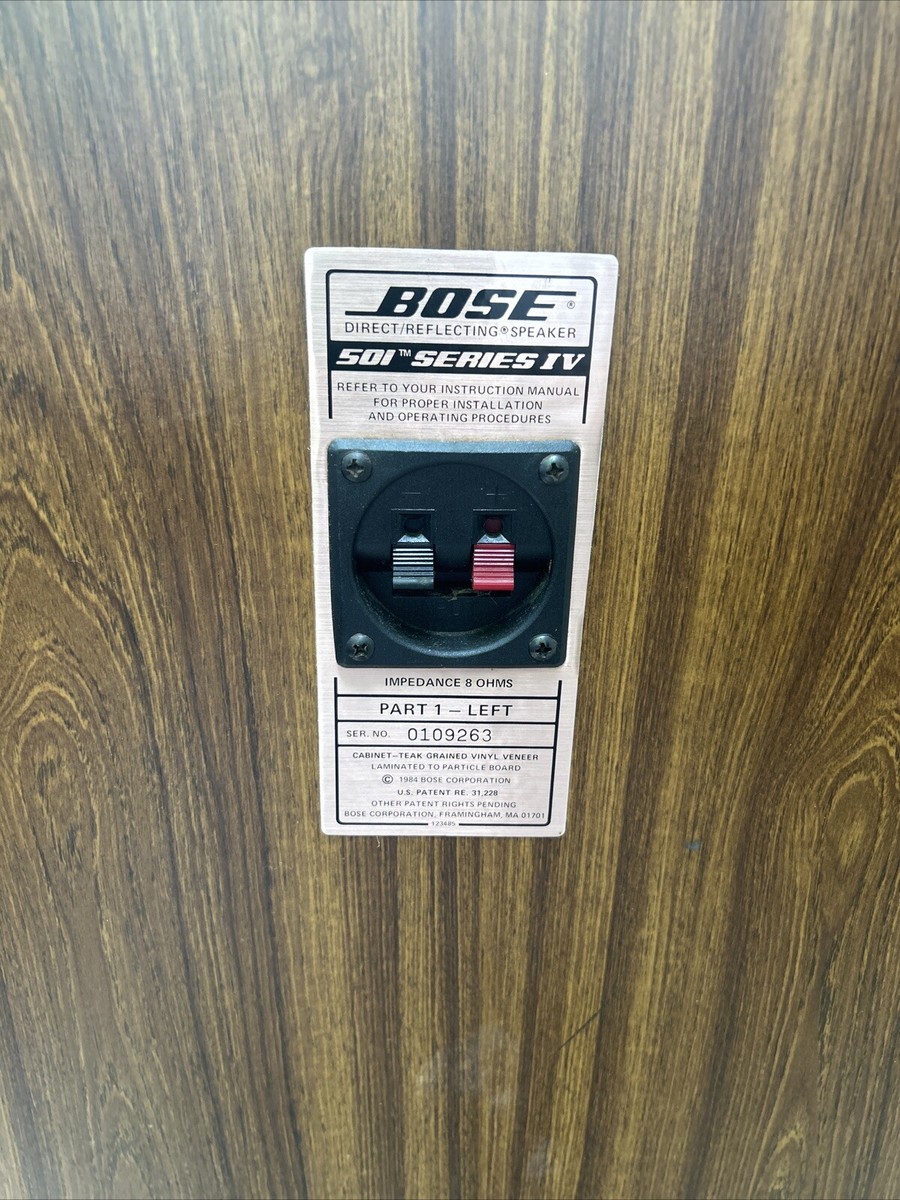 BOSE®
DIRECT/REFLECTING® SPEAKER
501™ SERIES IV
REFER TO YOUR INSTRUCTION MANUAL
FOR PROPER INSTALLATION
AND OPERATING PROCEDURES
– +
IMPEDANCE 8 OHMS
PART 1 – LEFT
SER. NO. 0109263
CABINET–TEAK GRAINED VINYL VENEER
LAMINATED TO PARTICLE BOARD
© 1984 BOSE CORPORATION
U.S. PATENT RE. 31,228
OTHER PATENT RIGHTS PENDING
BOSE CORPORATION, FRAMINGHAM, MA 01701
123485